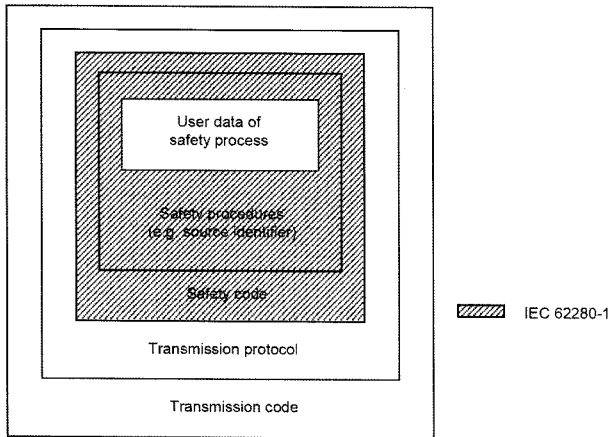 User data of
safety process
Safety procedures
(e.g. source identifier)
Safety code
Transmission protocol
Transmission code
IEC 62280-1